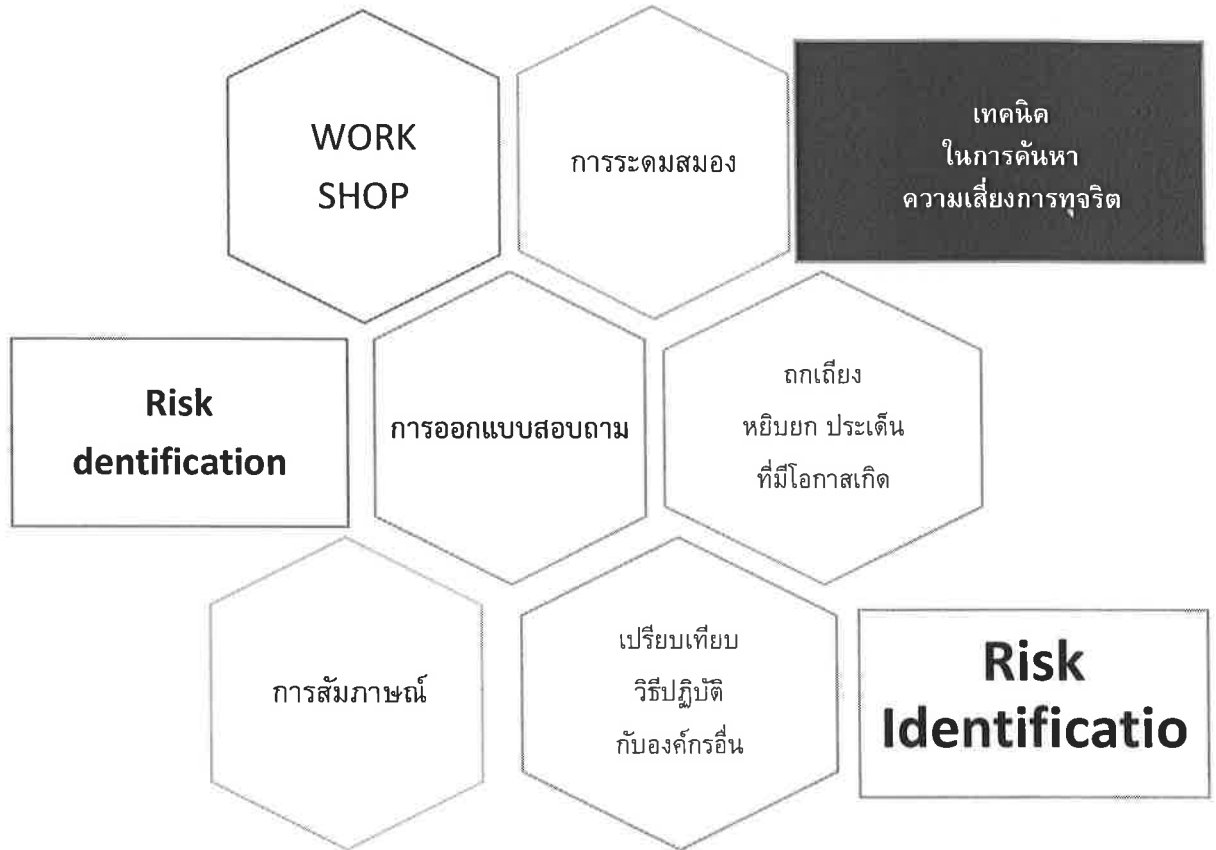 WORK
SHOP
การระดมสมอง
เทคนิค
ในการค้นหา
ความเสี่ยงการทุจริต
Risk
dentification
การออกแบบสอบถาม
ถกเถียง
หยิบยก ประเด็น
ที่มีโอกาสเกิด
การสัมภาษณ์
เปรียบเทียบ
วิธีปฏิบัติ
กับองค์กรอื่น
Risk
Identificatio